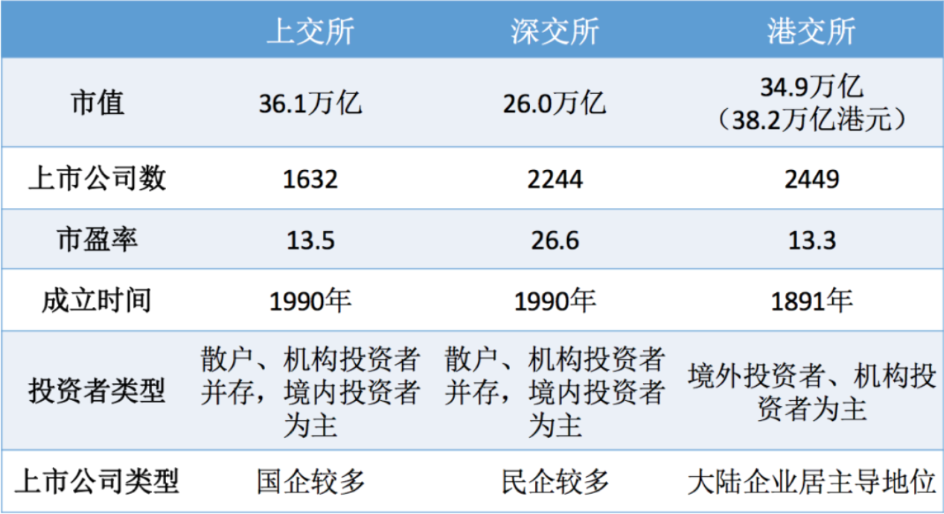 上交所 深交所 港交所
市值 36.1万亿 26.0万亿 34.9万亿
（38.2万亿港元）
上市公司数 1632 2244 2449
市盈率 13.5 26.6 13.3
成立时间 1990年 1990年 1891年
投资者类型
散户、机构投资者
并存，境内投资者
为主
散户、机构投资者
并存，境内投资者
为主
境外投资者、机构投
资者为主
上市公司类型 国企较多 民企较多 大陆企业居主导地位